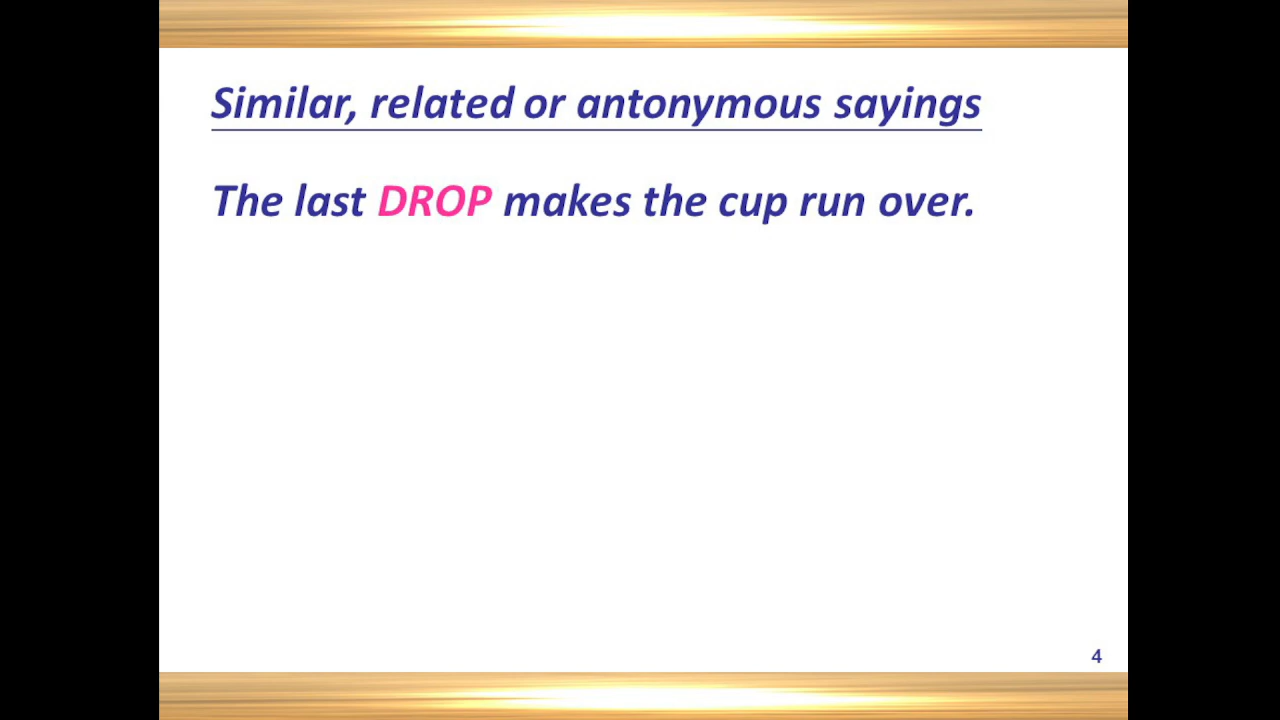 Similar, related or antonymous sayings
The last DROP makes the cup run over.
4